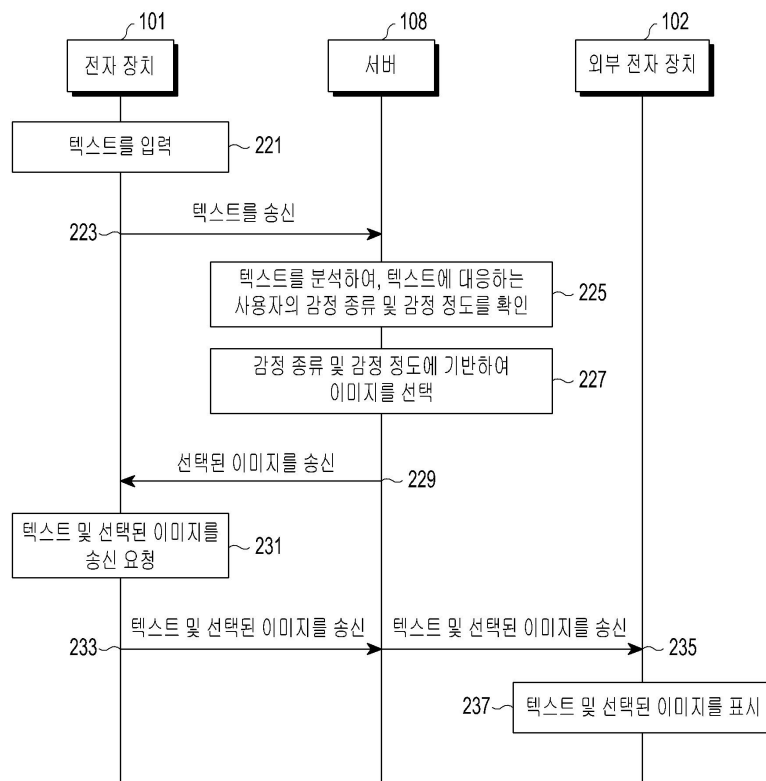 101
108
102
전자 장치
서버
외부 전자 장치
텍스트를 입력
221
텍스트를 송신
223
텍스트를 분석하여, 텍스트에 대응하는
사용자의 감정 종류 및 감정 정도를 확인
225
감정 종류 및 감정 정도에 기반하여
이미지를 선택
227
선택된 이미지를 송신
229
텍스트 및 선택된 이미지를
송신 요청
231
텍스트 및 선택된 이미지를 송신
텍스트 및 선택된 이미지를 송신
233
235
237
텍스트 및 선택된 이미지를 표시